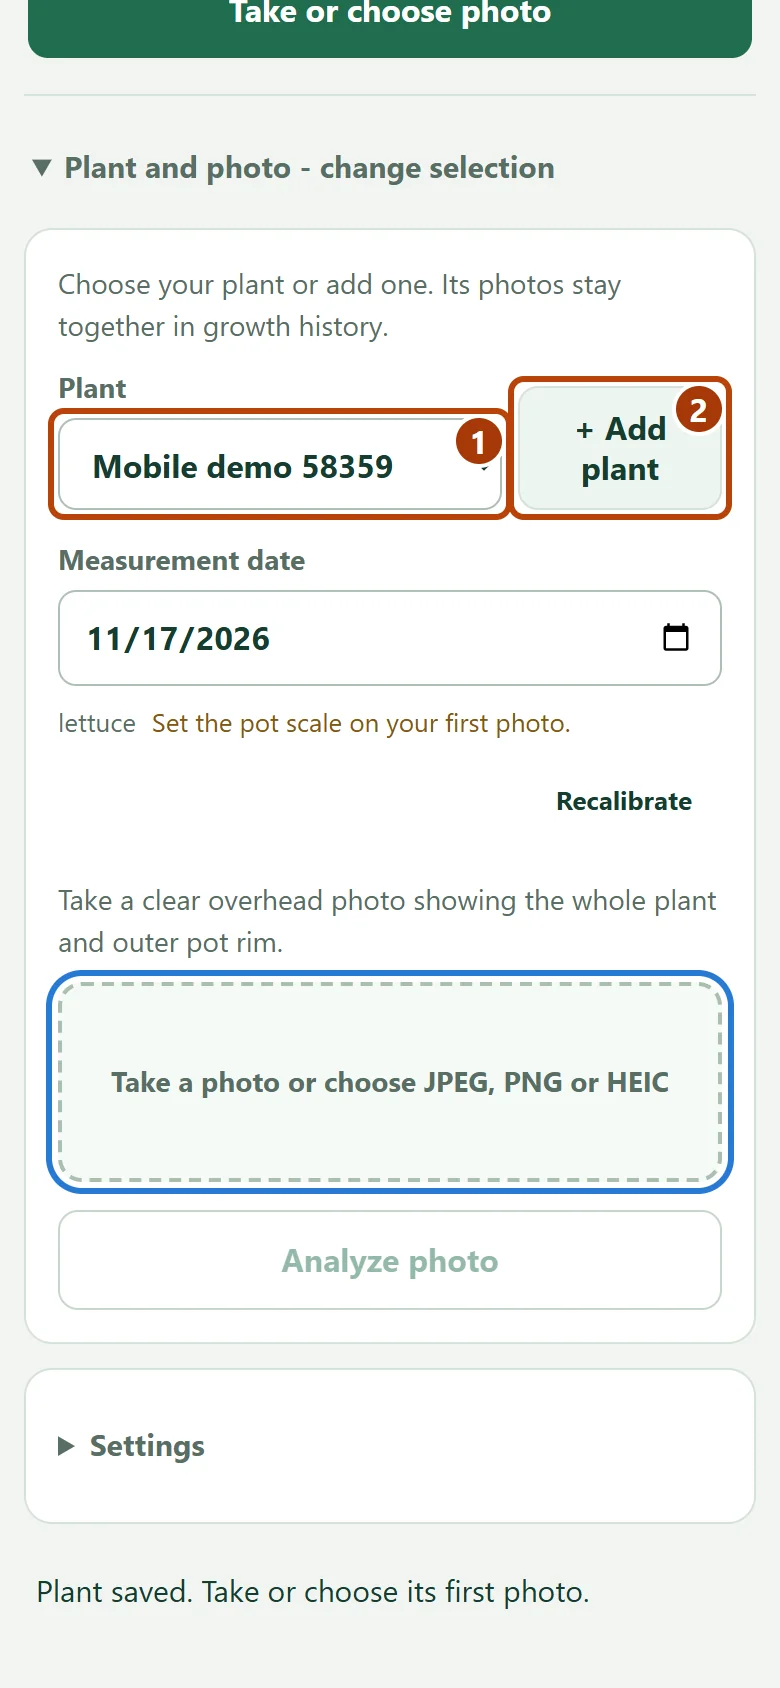 Take or choose photo
▼ Plant and photo - change selection
Choose your plant or add one. Its photos stay
together in growth history.
Plant
1
Mobile demo 58359
2
+ Add
plant
Measurement date
11/17/2026
lettuce Set the pot scale on your first photo.
Recalibrate
Take a clear overhead photo showing the whole plant
and outer pot rim.
Take a photo or choose JPEG, PNG or HEIC
Analyze photo
▶ Settings
Plant saved. Take or choose its first photo.